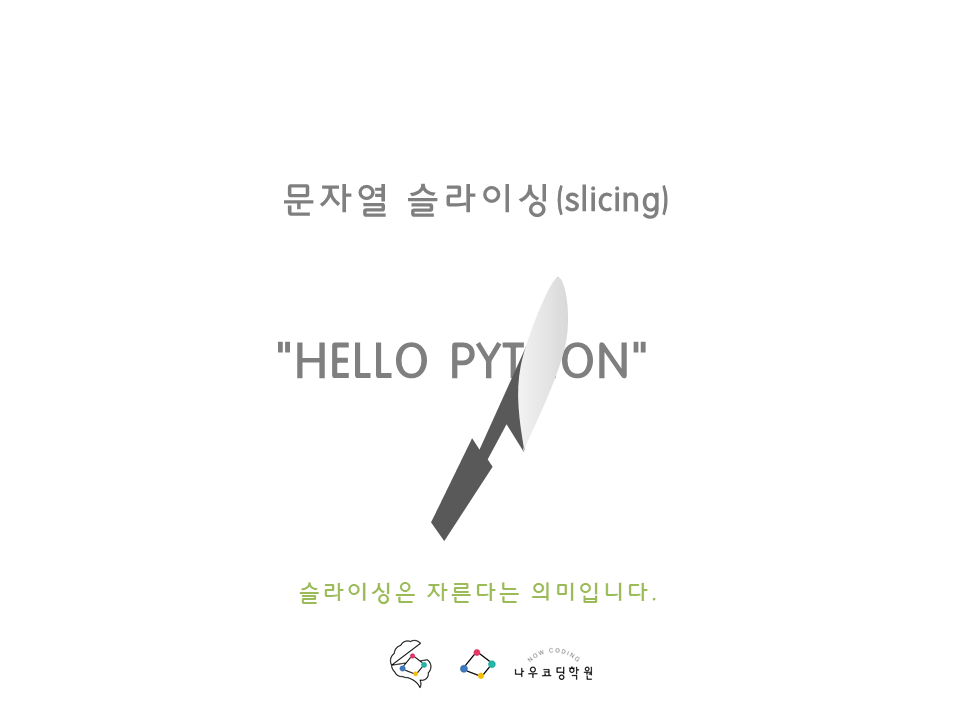 문자열 슬라이싱(slicing)
"HELLO PYT ON"
슬라이싱은 자른다는 의미입니다.
NOW CODING
나우코딩학원